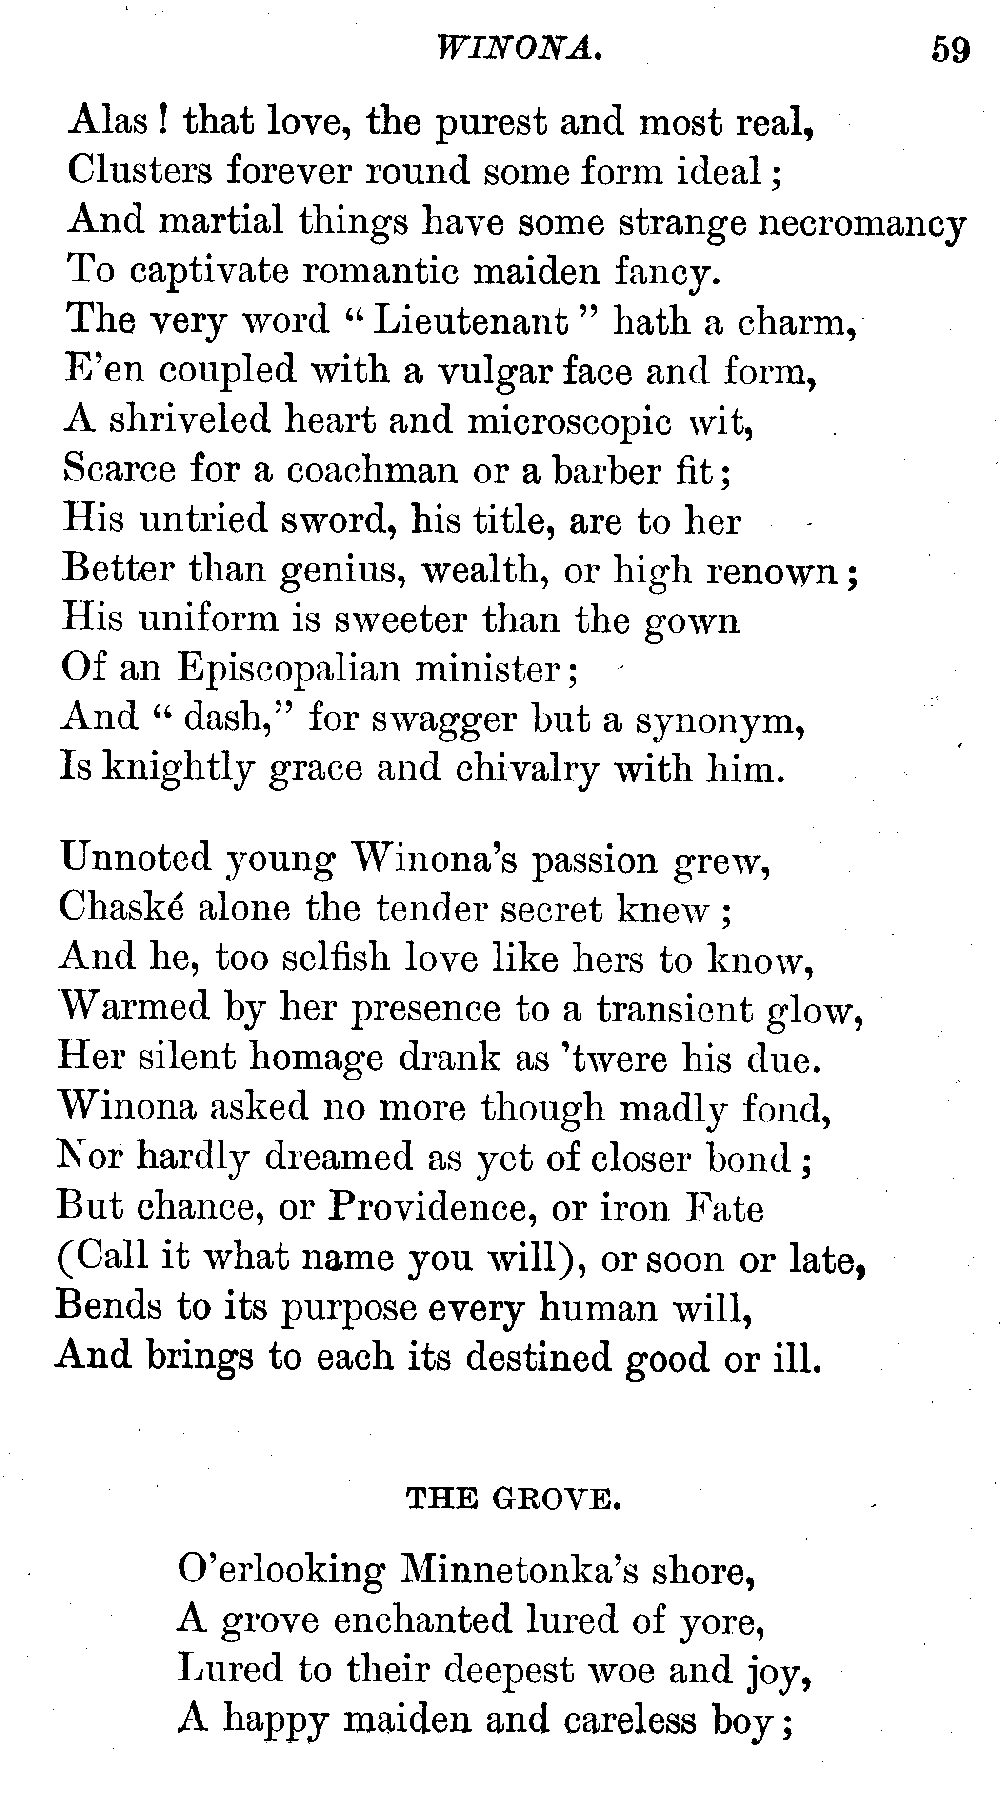 WINONA. 59
Alas! that love, the purest and most real,
Clusters forever round some form ideal;
And martial things have some strange necromancy
To captivate romantic maiden fancy.
The very word “Lieutenant” hath a charm,
E’en coupled with a vulgar face and form,
A shriveled heart and microscopic wit,
Scarce for a coachman or a barber fit;
His untried sword, his title, are to her
Better than genius, wealth, or high renown;
His uniform is sweeter than the gown
Of an Episcopalian minister;
And “dash,” for swagger but a synonym,
Is knightly grace and chivalry with him.
Unnoted young Winona’s passion grew,
Chaské alone the tender secret knew;
And he, too selfish love like hers to know,
Warmed by her presence to a transient glow,
Her silent homage drank as ’twere his due.
Winona asked no more though madly fond,
Nor hardly dreamed as yet of closer bond;
But chance, or Providence, or iron Fate
(Call it what name you will), or soon or late,
Bends to its purpose every human will,
And brings to each its destined good or ill.
THE GROVE.
O’erlooking Minnetonka’s shore,
A grove enchanted lured of yore,
Lured to their deepest woe and joy,
A happy maiden and careless boy;